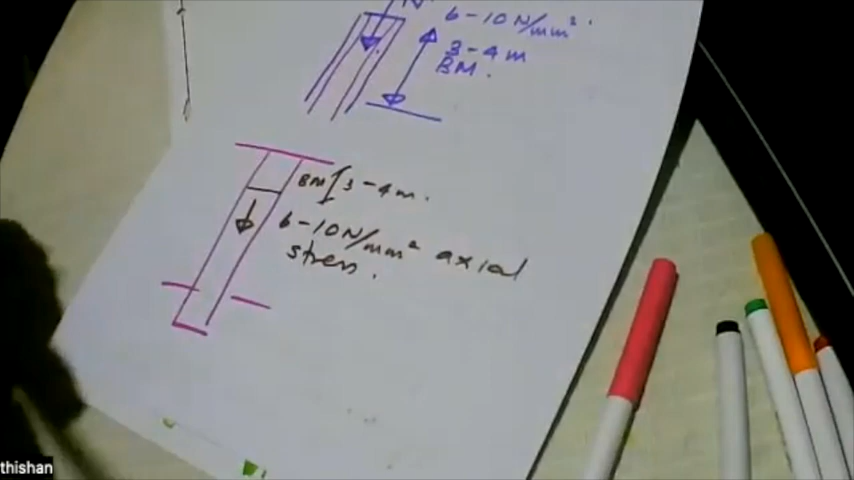 N
6-10 N/mm².
3-4 m
BM.
BM 3-4 m.
6-10 N/mm² axial
stress.
thishan